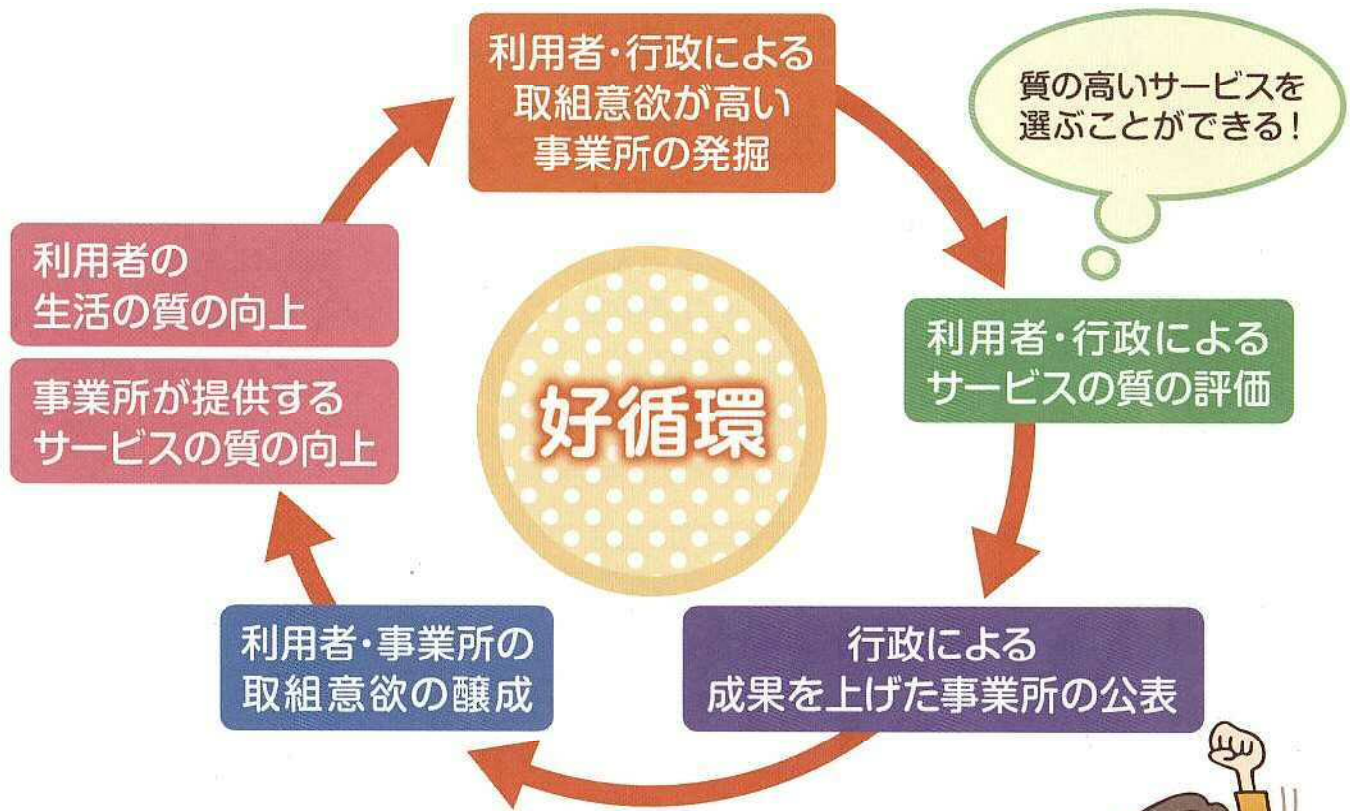 利用者・行政による
取組意欲が高い
事業所の発掘
質の高いサービスを
選ぶことができる！
利用者・行政による
サービスの質の評価
行政による
成果を上げた事業所の公表
利用者・事業所の
取組意欲の醸成
利用者の
生活の質の向上
事業所が提供する
サービスの質の向上
好循環